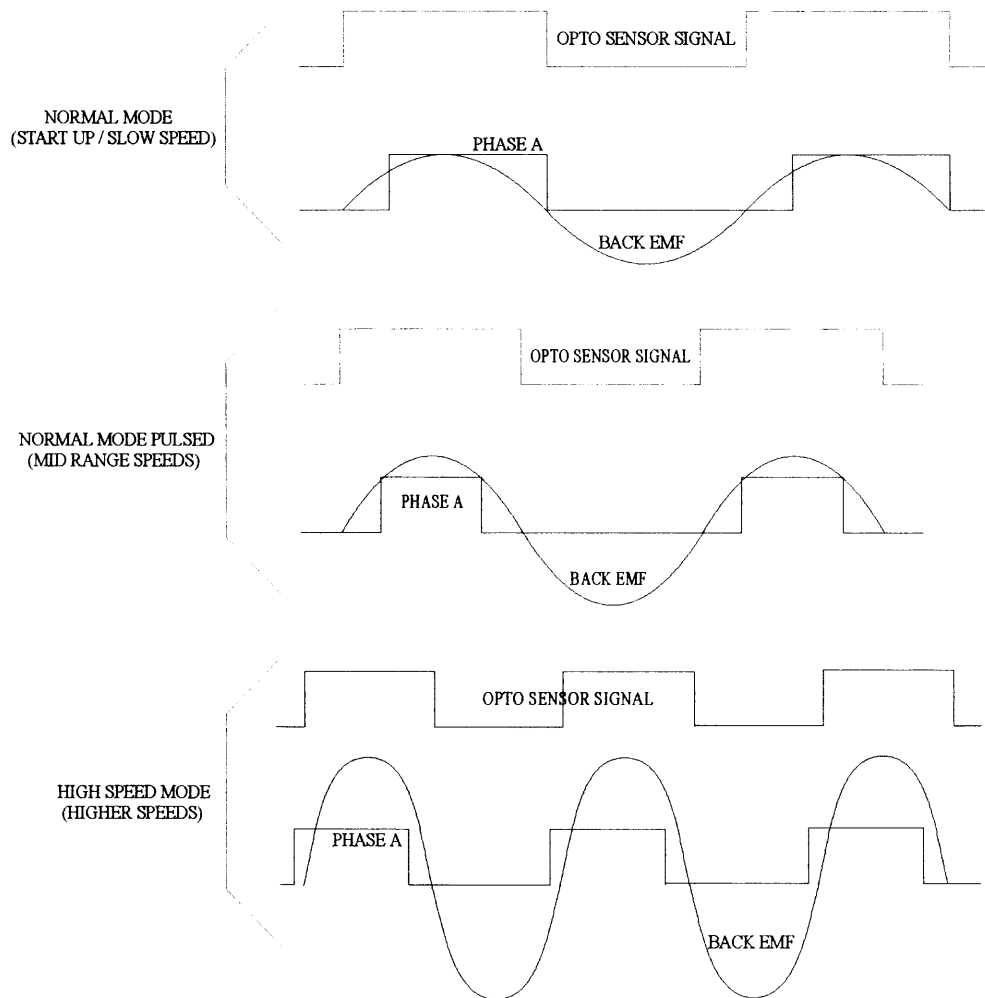 OPTO SENSOR SIGNAL
NORMAL MODE
(START UP / SLOW SPEED)
PHASE A
BACK EMF
OPTO SENSOR SIGNAL
NORMAL MODE PULSED
(MID RANGE SPEEDS)
PHASE A
BACK EMF
OPTO SENSOR SIGNAL
HIGH SPEED MODE
(HIGHER SPEEDS)
PHASE A
BACK EMF